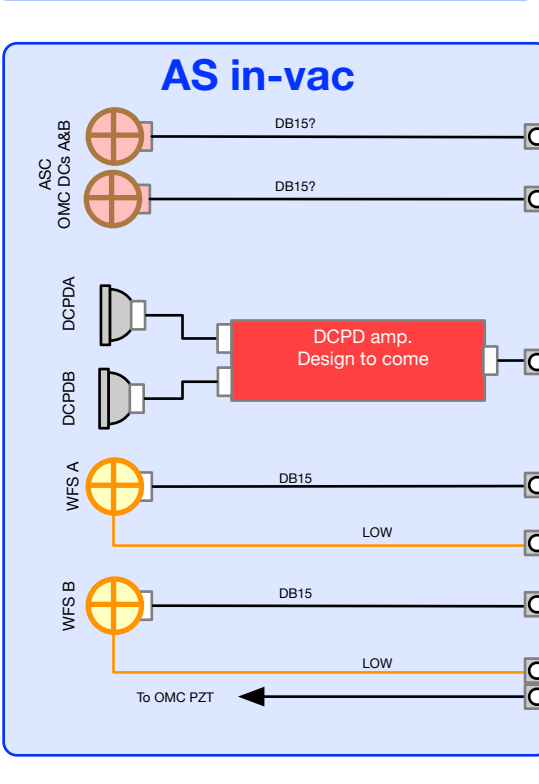 AS in-vac
ASC
OMC DCs A&B
DB15?
DB15?
DCPDA
DCPDB
DCPD amp.
Design to come
WFS A
DB15
LOW
WFS B
DB15
LOW
To OMC PZT